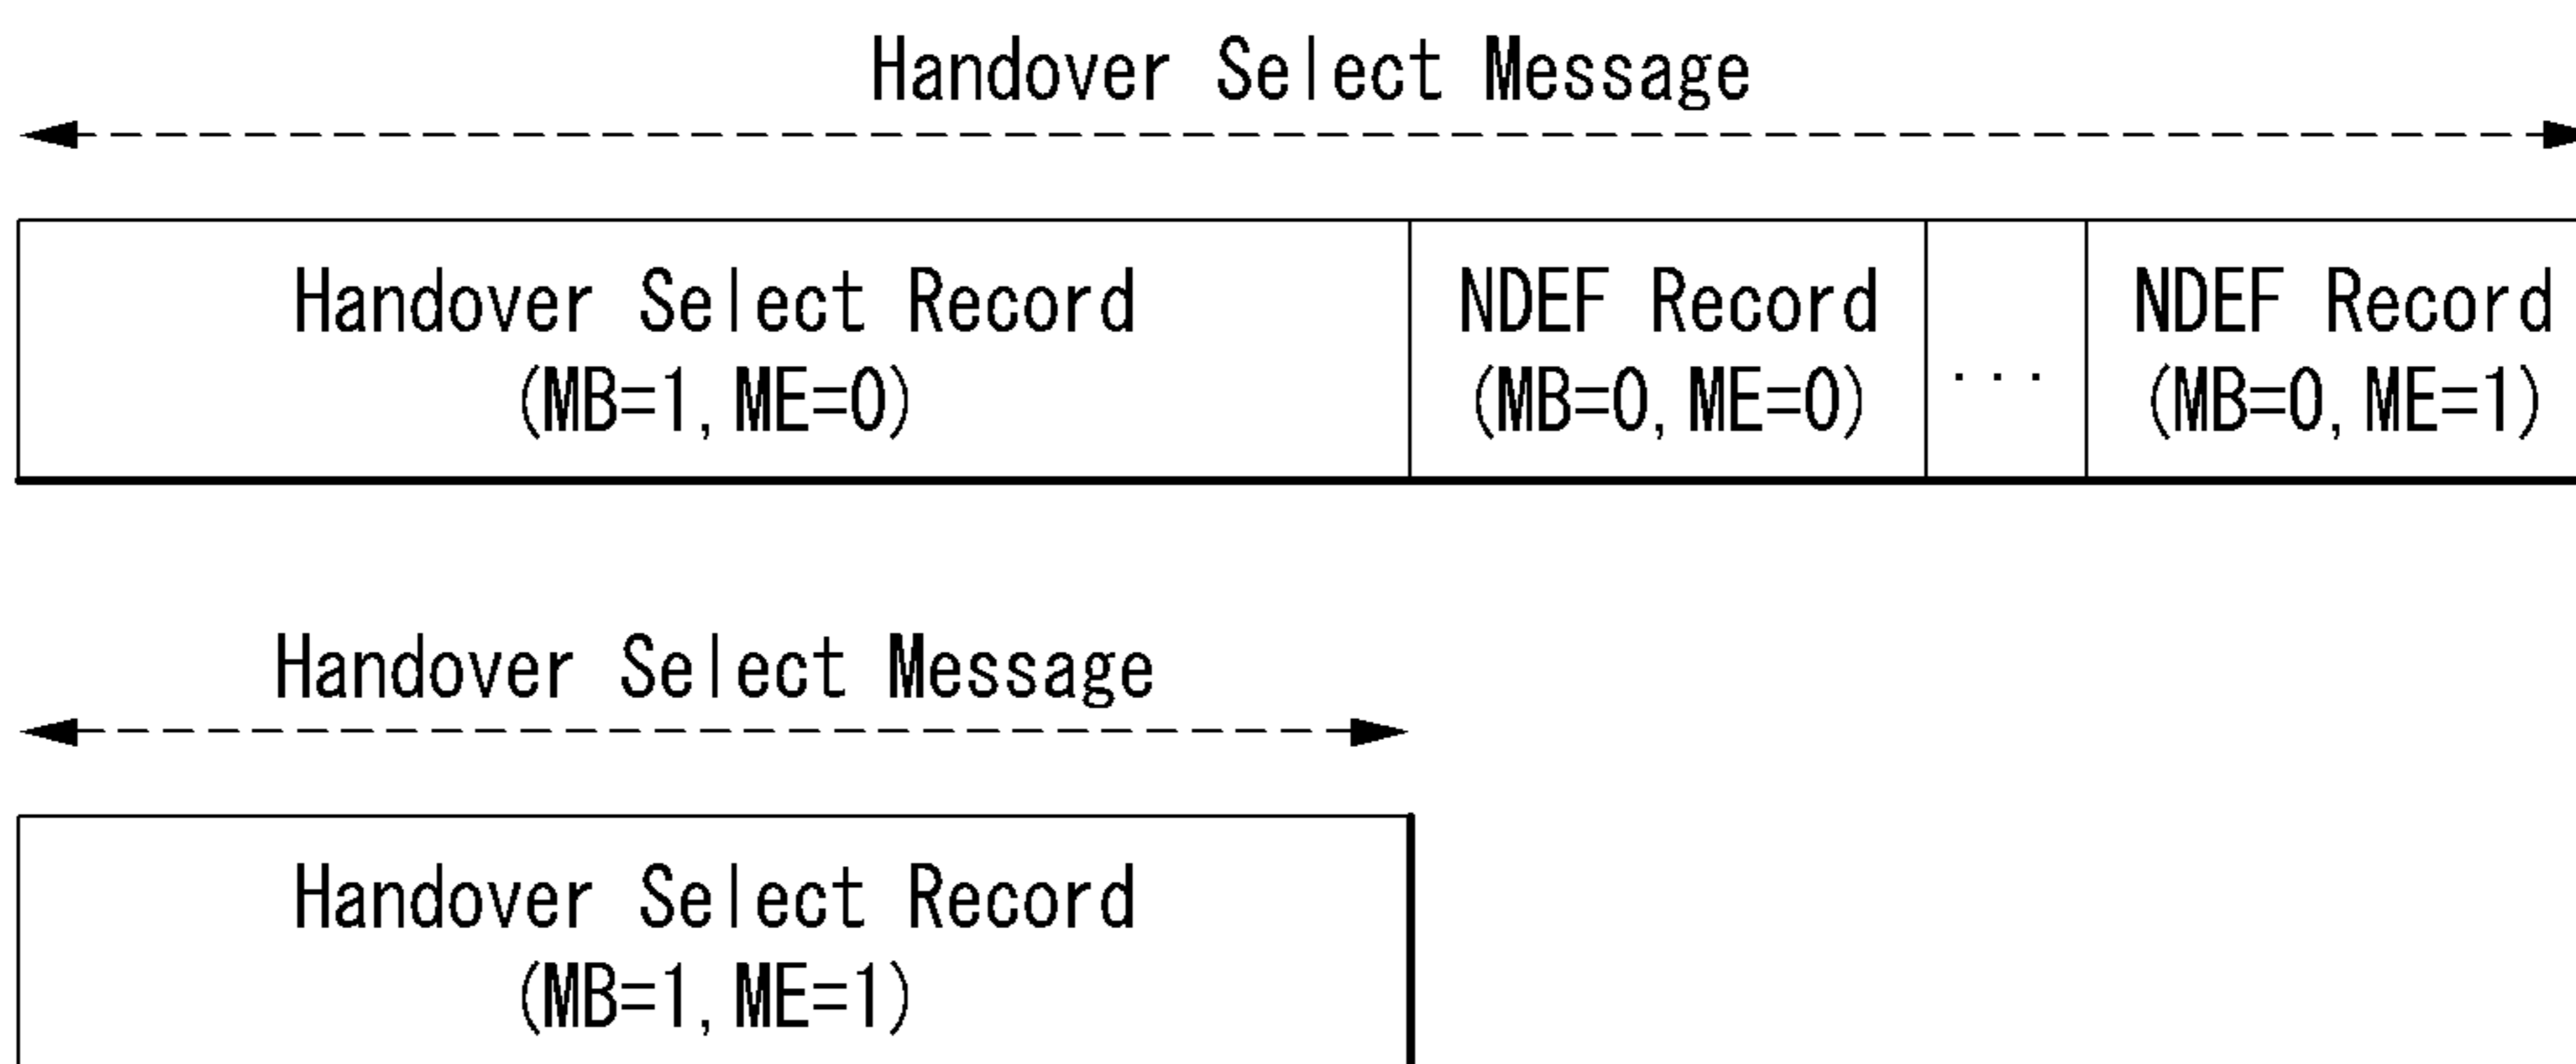 Handover Select Message
Handover Select Record
(MB=1, ME=0)
NDEF Record
(MB=0, ME=0)
...
NDEF Record
(MB=0, ME=1)
Handover Select Message
Handover Select Record
(MB=1, ME=1)